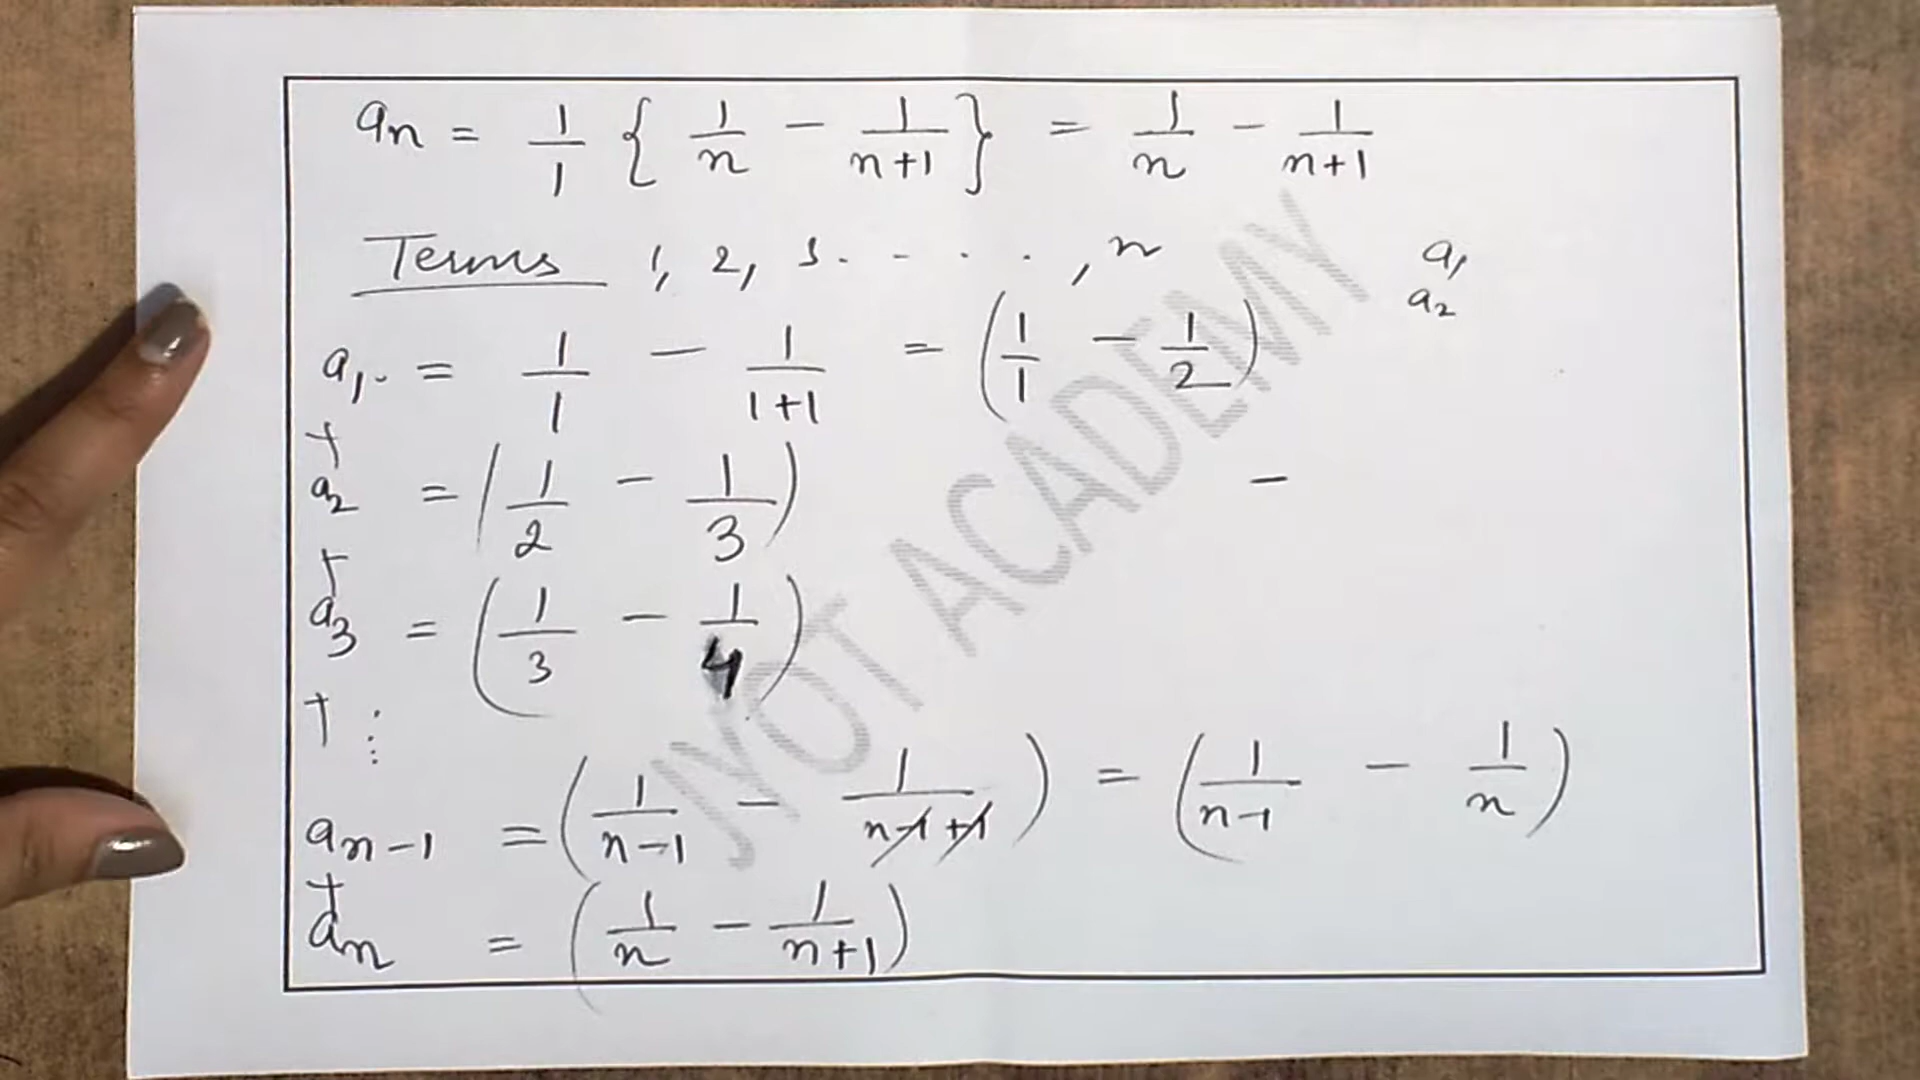 aₙ = 1/1 { 1/n − 1/(n+1) } = 1/n − 1/(n+1)
Terms 1, 2, 3 . - . . , n
a₁
a₂
a₁. = 1/1 − 1/(1+1) = (1/1 − 1/2)
+
a₂ = (1/2 − 1/3) −
+
a₃ = (1/3 − 1/4)
+ ⋮
aₙ₋₁ = (1/(n−1) − 1/(n−1+1)) = (1/(n−1) − 1/n)
+
aₙ = (1/n − 1/(n+1))
JYOT ACADEMY